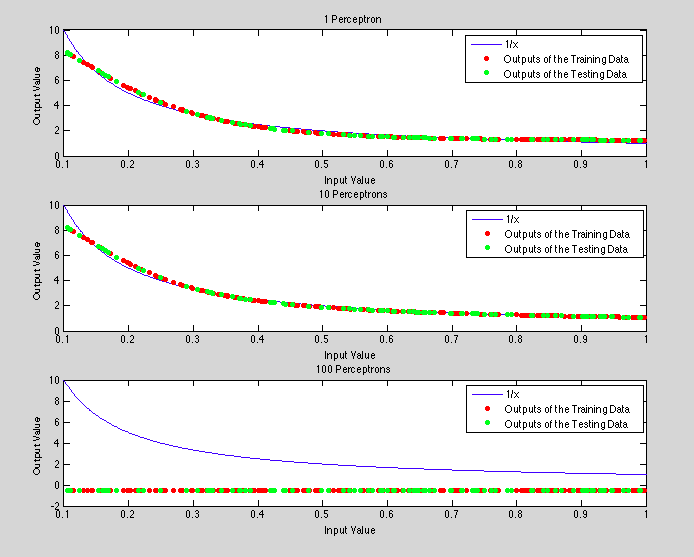 1 Perceptron
10
8
6
4
2
0
Output Value
1/x
Outputs of the Training Data
Outputs of the Testing Data
0.1 0.2 0.3 0.4 0.5 0.6 0.7 0.8 0.9 1
Input Value
10 Perceptrons
10
8
6
4
2
0
Output Value
1/x
Outputs of the Training Data
Outputs of the Testing Data
0.1 0.2 0.3 0.4 0.5 0.6 0.7 0.8 0.9 1
Input Value
100 Perceptrons
10
8
6
4
2
0
-2
Output Value
1/x
Outputs of the Training Data
Outputs of the Testing Data
0.1 0.2 0.3 0.4 0.5 0.6 0.7 0.8 0.9 1
Input Value